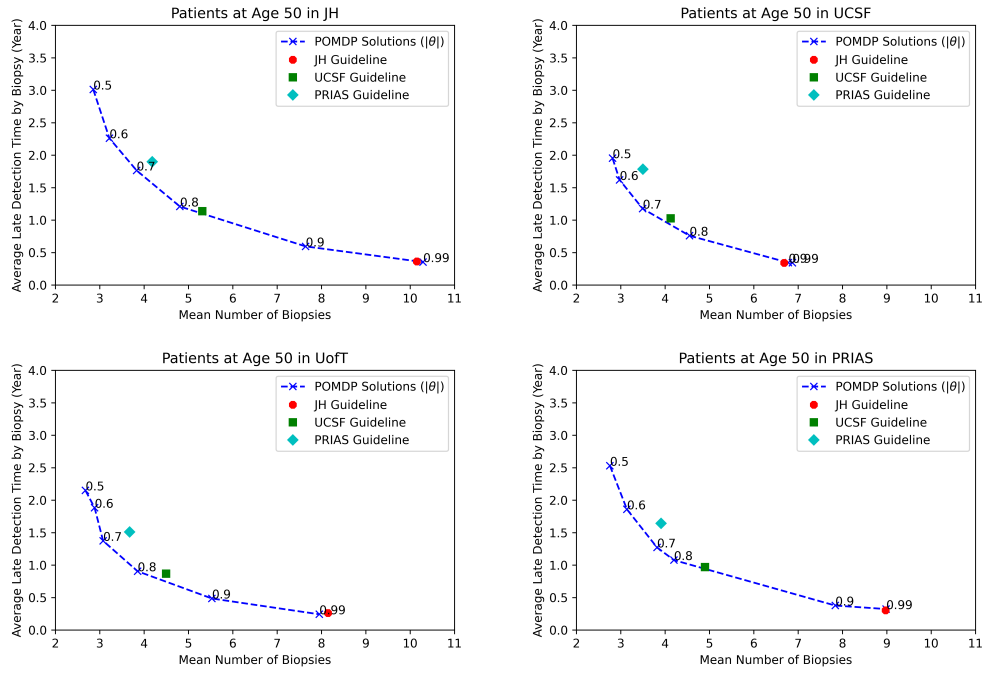 Patients at Age 50 in JH
Average Late Detection Time by Biopsy (Year)
4.0
3.5
3.0
2.5
2.0
1.5
1.0
0.5
0.0
POMDP Solutions (|θ|)
JH Guideline
UCSF Guideline
PRIAS Guideline
0.5
0.6
0.7
0.8
0.9
0.99
2 3 4 5 6 7 8 9 10 11
Mean Number of Biopsies
Patients at Age 50 in UCSF
Average Late Detection Time by Biopsy (Year)
4.0
3.5
3.0
2.5
2.0
1.5
1.0
0.5
0.0
POMDP Solutions (|θ|)
JH Guideline
UCSF Guideline
PRIAS Guideline
0.5
0.6
0.7
0.8
0.9
0.99
2 3 4 5 6 7 8 9 10 11
Mean Number of Biopsies
Patients at Age 50 in UofT
Average Late Detection Time by Biopsy (Year)
4.0
3.5
3.0
2.5
2.0
1.5
1.0
0.5
0.0
POMDP Solutions (|θ|)
JH Guideline
UCSF Guideline
PRIAS Guideline
0.5
0.6
0.7
0.8
0.9
0.99
2 3 4 5 6 7 8 9 10 11
Mean Number of Biopsies
Patients at Age 50 in PRIAS
Average Late Detection Time by Biopsy (Year)
4.0
3.5
3.0
2.5
2.0
1.5
1.0
0.5
0.0
POMDP Solutions (|θ|)
JH Guideline
UCSF Guideline
PRIAS Guideline
0.5
0.6
0.7
0.8
0.9
0.99
2 3 4 5 6 7 8 9 10 11
Mean Number of Biopsies